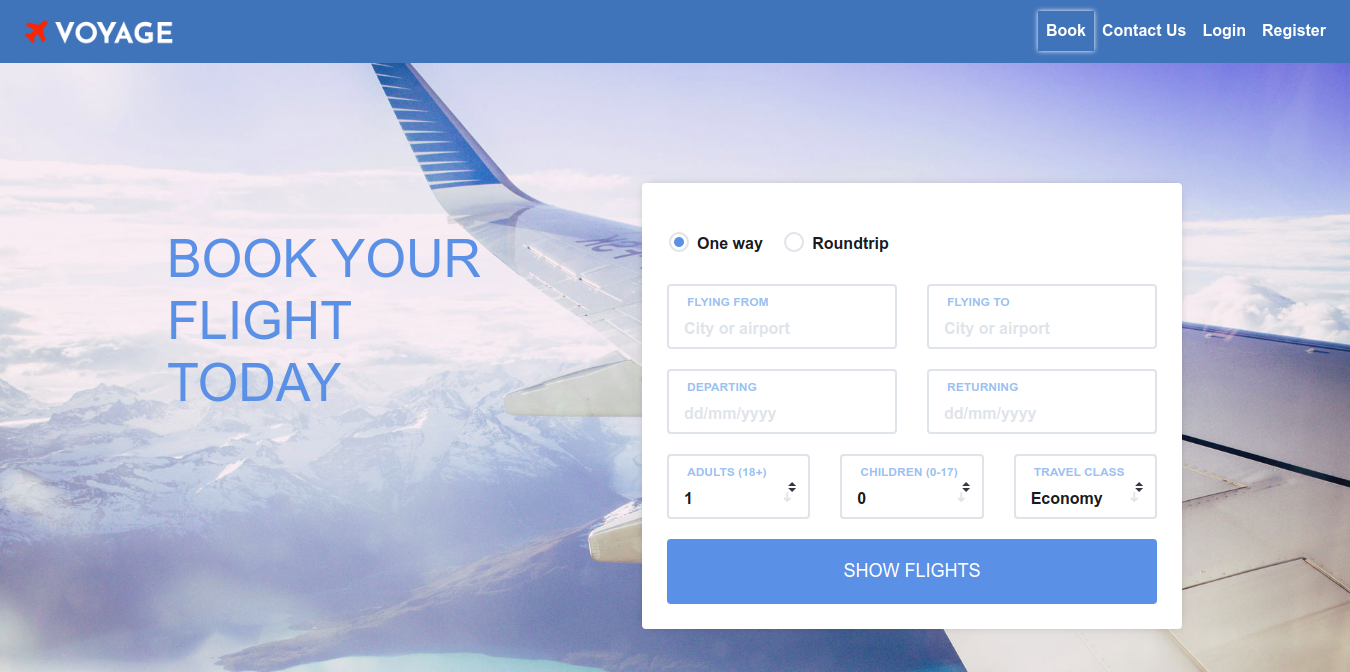 VOYAGE
Book Contact Us Login Register
BOOK YOUR
FLIGHT
TODAY
One way Roundtrip
FLYING FROM FLYING TO
City or airport City or airport
DEPARTING RETURNING
dd/mm/yyyy dd/mm/yyyy
ADULTS (18+) CHILDREN (0-17) TRAVEL CLASS
1 0 Economy
SHOW FLIGHTS